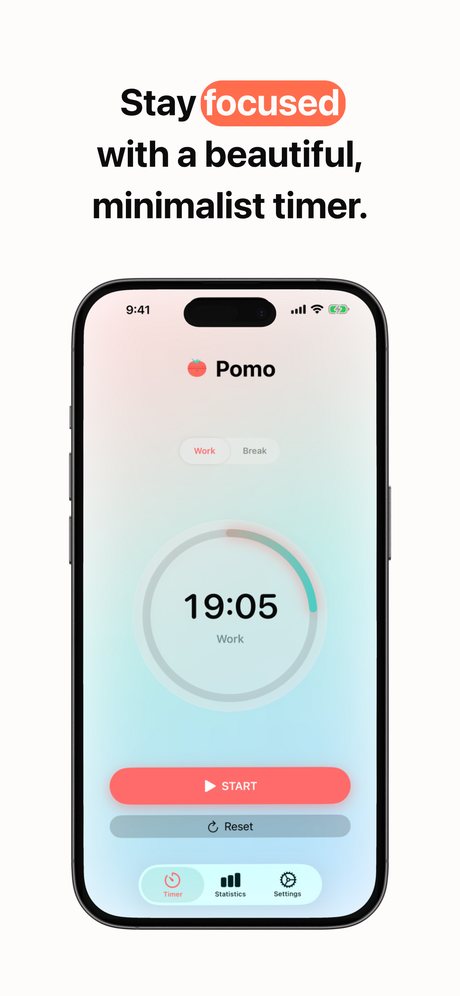 Stay focused
with a beautiful,
minimalist timer.
9:41
Pomo
Work Break
19:05
Work
START
Reset
Timer Statistics Settings